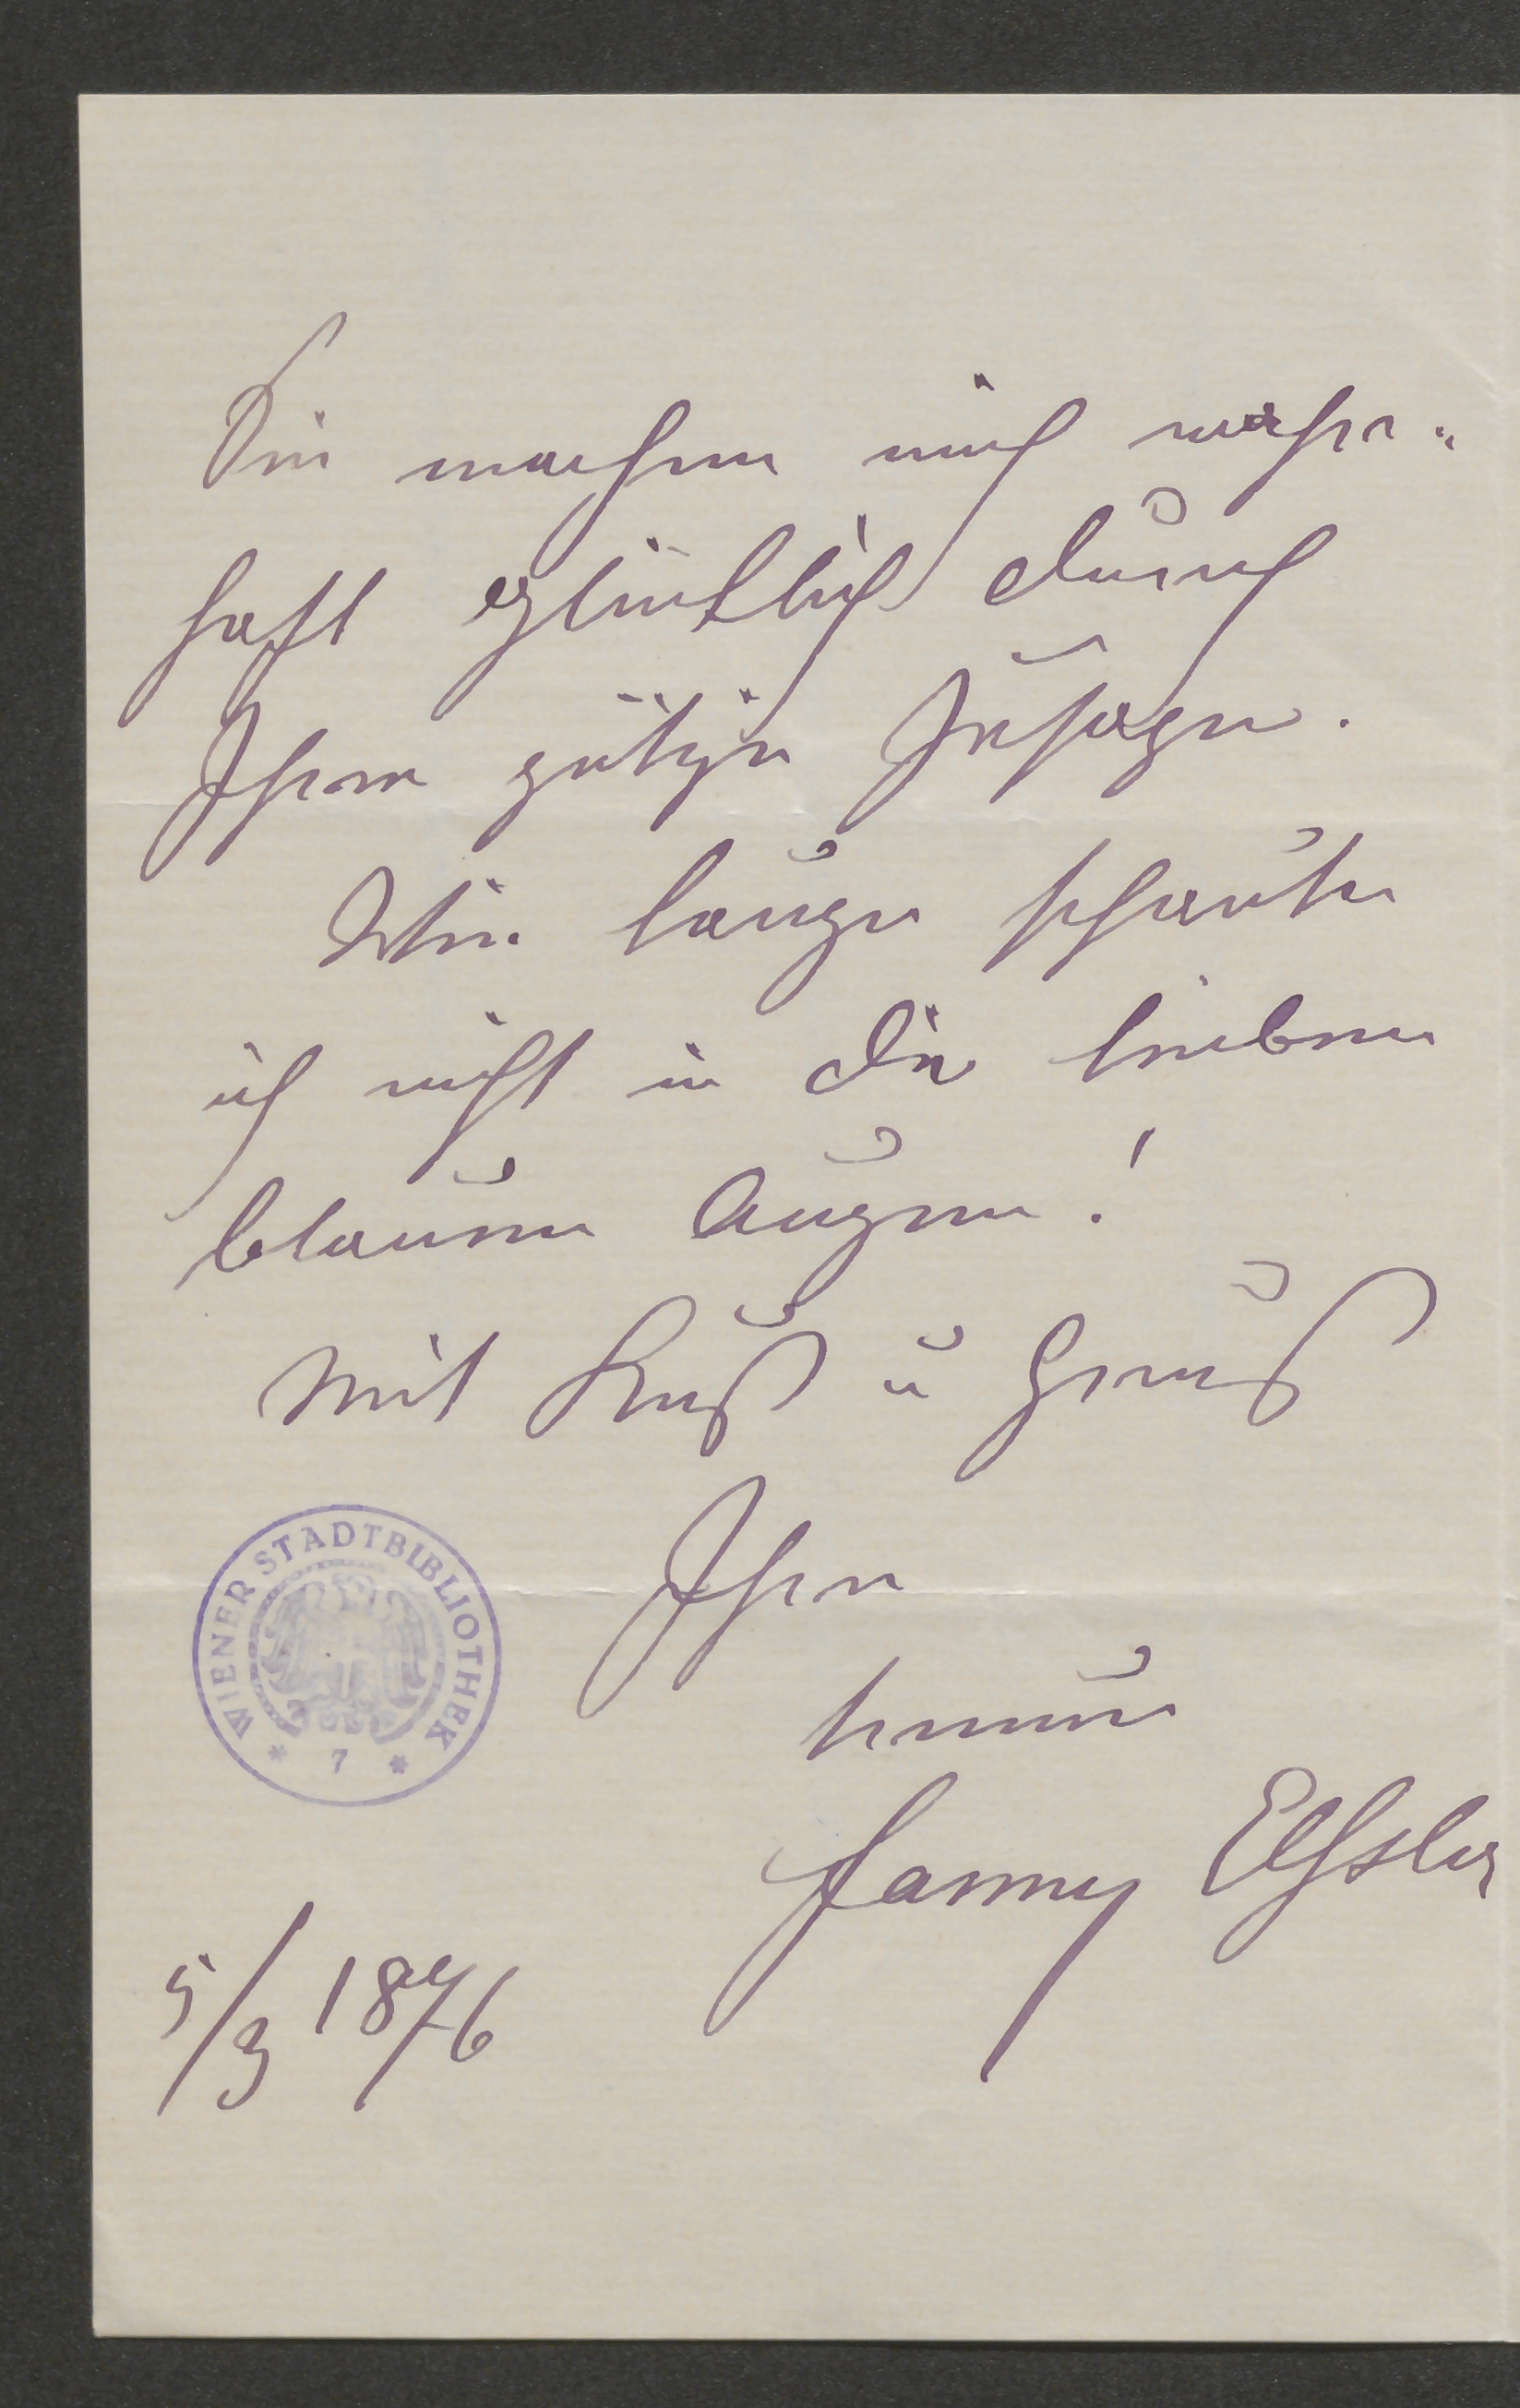 Sie machen mich wahr-
haft glücklich durch
Ihre gütige Zusage.
Wie lange schaute
ich nicht in die lieben
blauen Augen!
Mit Kuß u Gruß
Ihre
treue
Fanny Elssler
5/3 1876
WIENER STADTBIBLIOTHEK
* 7 *